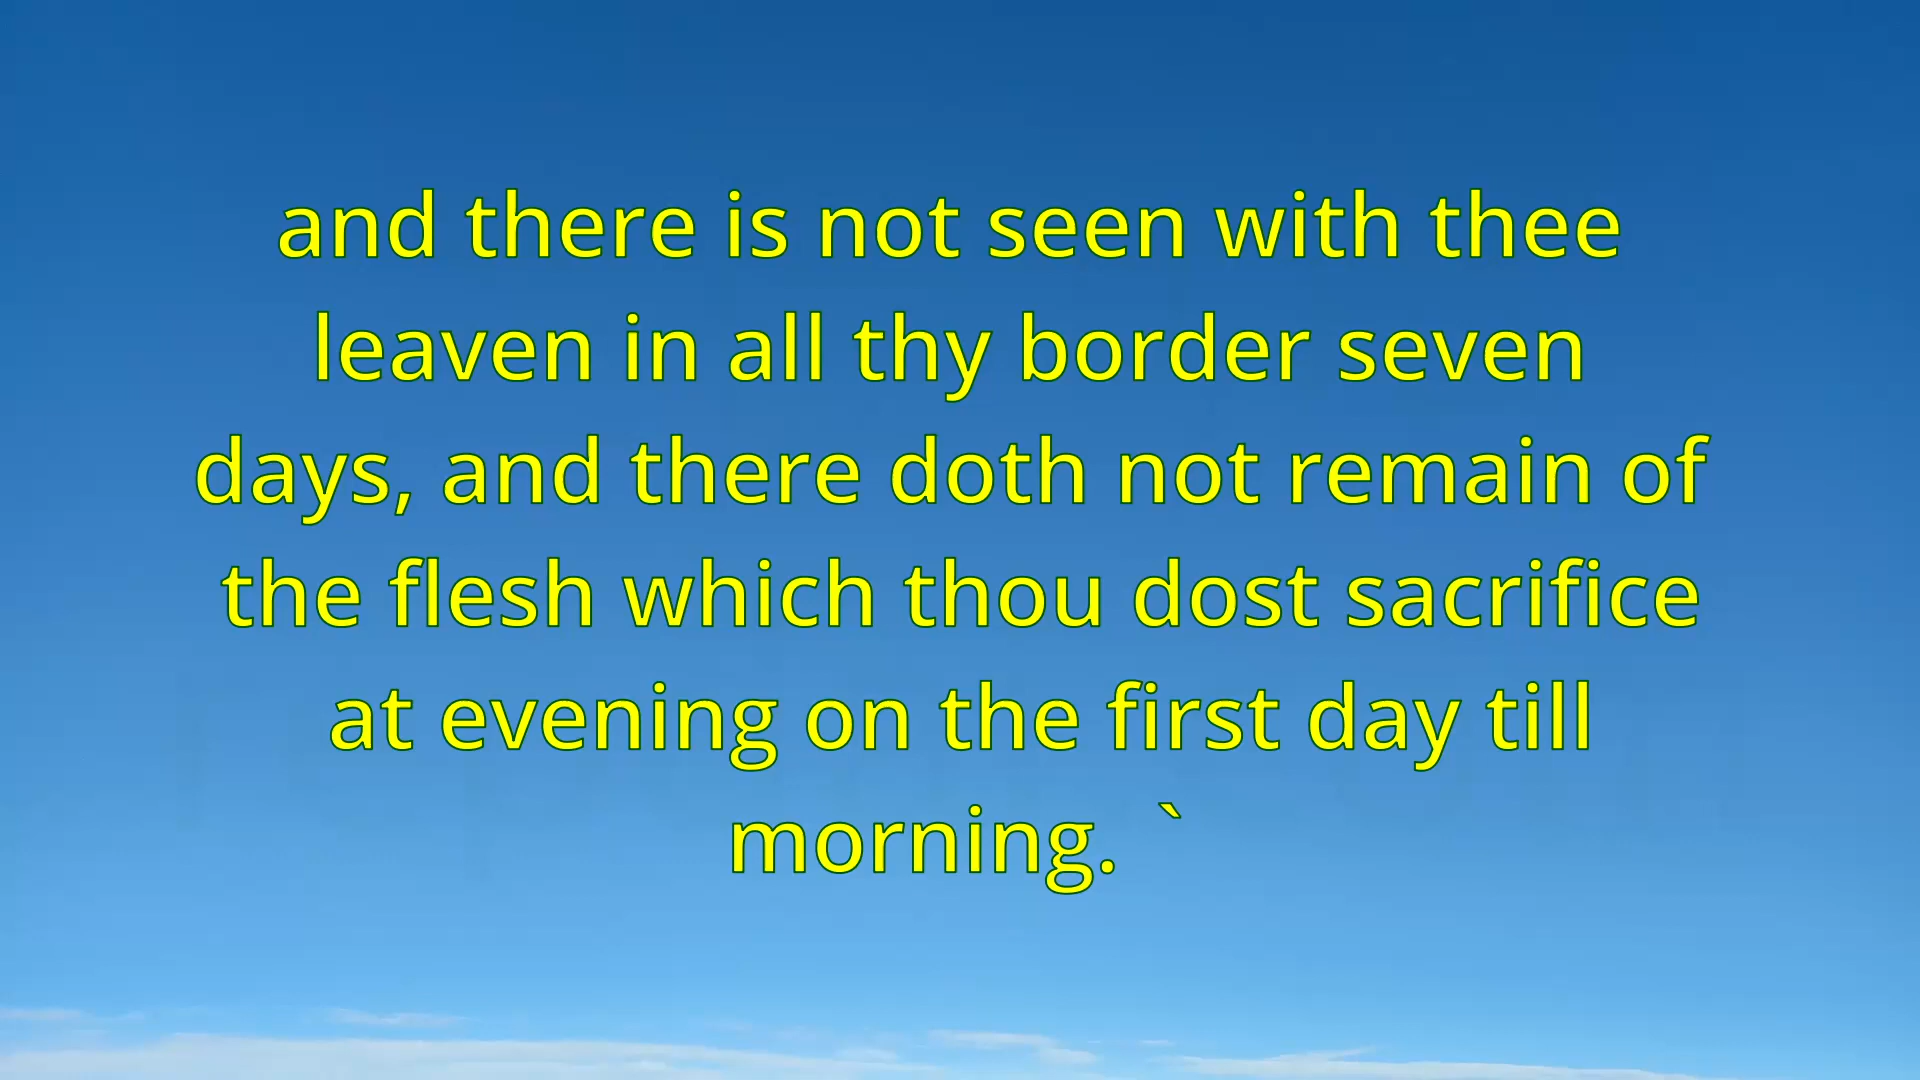 and there is not seen with thee
leaven in all thy border seven
days, and there doth not remain of
the flesh which thou dost sacrifice
at evening on the first day till
morning. `